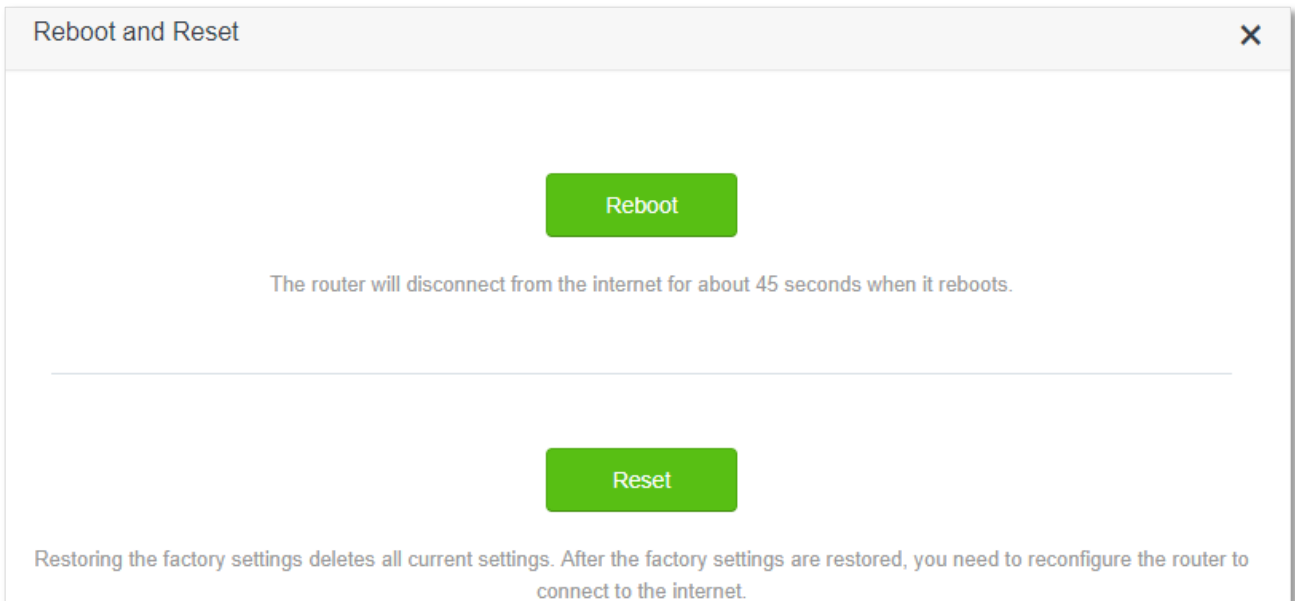 Reboot and Reset
Reboot
The router will disconnect from the internet for about 45 seconds when it reboots.
Reset
Restoring the factory settings deletes all current settings. After the factory settings are restored, you need to reconfigure the router to
connect to the internet.